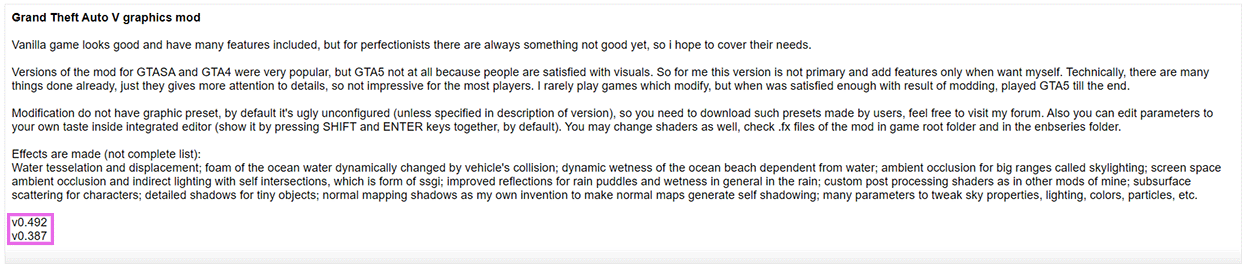 Grand Theft Auto V graphics mod
Vanilla game looks good and have many features included, but for perfectionists there are always something not good yet, so i hope to cover their needs.
Versions of the mod for GTASA and GTA4 were very popular, but GTA5 not at all because people are satisfied with visuals. So for me this version is not primary and add features only when want myself. Technically, there are many
things done already, just they gives more attention to details, so not impressive for the most players. I rarely play games which modify, but when was satisfied enough with result of modding, played GTA5 till the end.
Modification do not have graphic preset, by default it's ugly unconfigured (unless specified in description of version), so you need to download such presets made by users, feel free to visit my forum. Also you can edit parameters to
your own taste inside integrated editor (show it by pressing SHIFT and ENTER keys together, by default). You may change shaders as well, check .fx files of the mod in game root folder and in the enbseries folder.
Effects are made (not complete list):
Water tesselation and displacement; foam of the ocean water dynamically changed by vehicle's collision; dynamic wetness of the ocean beach dependent from water; ambient occlusion for big ranges called skylighting; screen space
ambient occlusion and indirect lighting with self intersections, which is form of ssgi; improved reflections for rain puddles and wetness in general in the rain; custom post processing shaders as in other mods of mine; subsurface
scattering for characters; detailed shadows for tiny objects; normal mapping shadows as my own invention to make normal maps generate self shadowing; many parameters to tweak sky properties, lighting, colors, particles, etc.
v0.492
v0.387